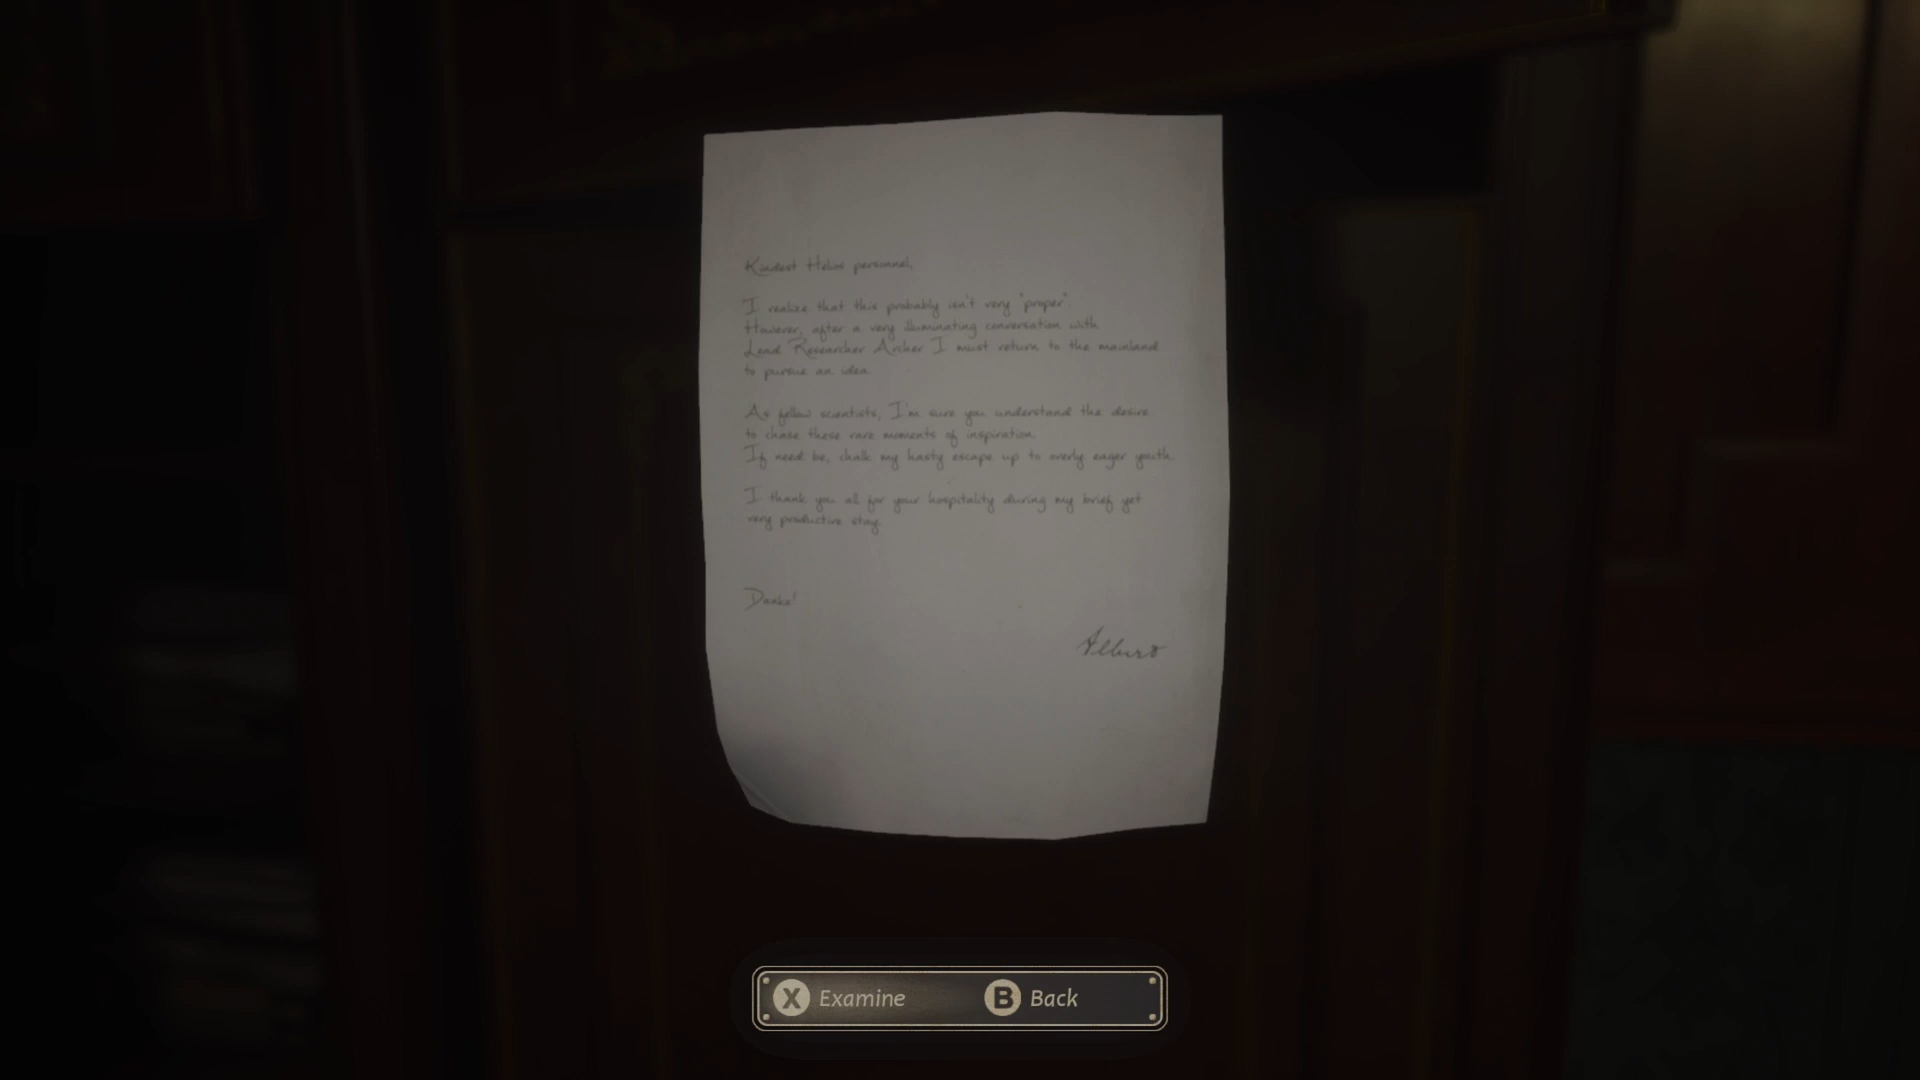 Kindest Helios personnel,
I realize that this probably isn't very "proper".
However, after a very illuminating conversation with
Lead Researcher Archer I must return to the mainland
to pursue an idea.
As fellow scientists, I'm sure you understand the desire
to chase these rare moments of inspiration.
If need be, chalk my hasty escape up to overly eager youth.
I thank you all for your hospitality during my brief yet
very productive stay.
Danke!
X Examine B Back